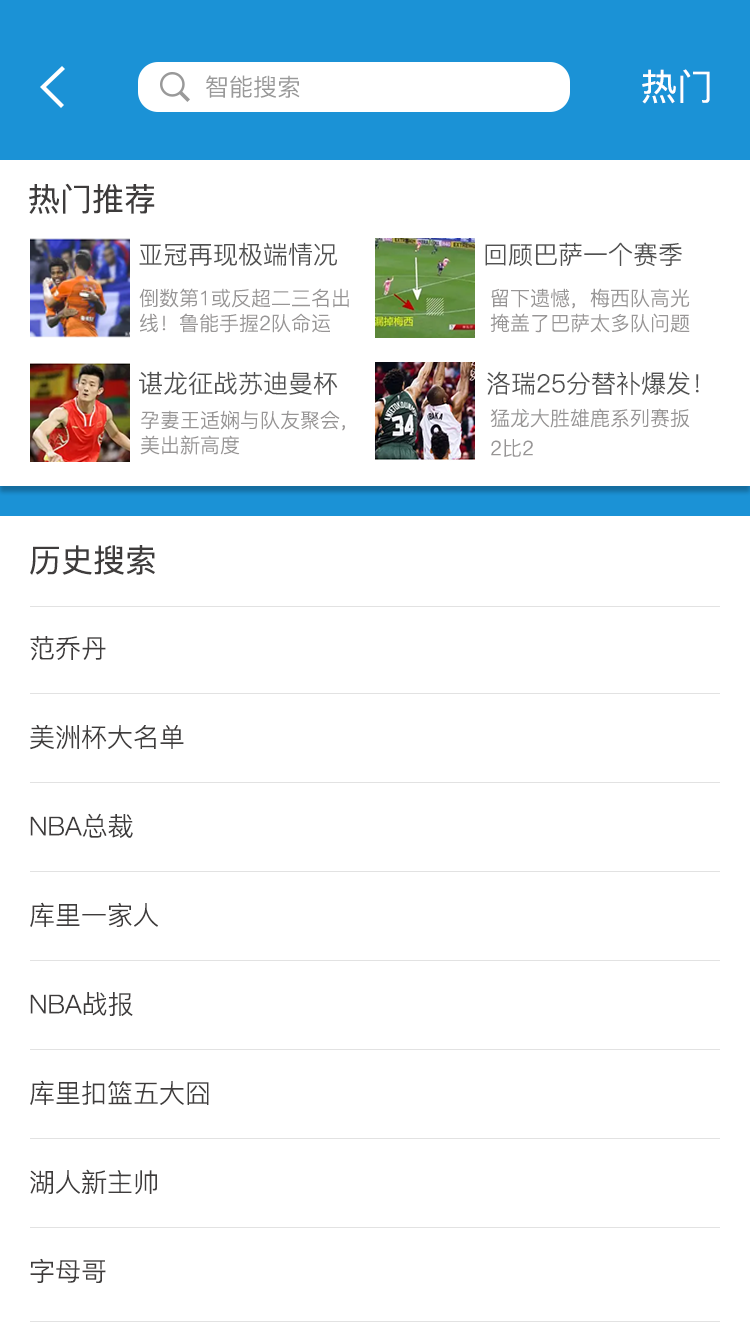 智能搜索
热门
热门推荐
亚冠再现极端情况
倒数第1或反超二三名出
线！鲁能手握2队命运
回顾巴萨一个赛季
留下遗憾，梅西队高光
掩盖了巴萨太多队问题
漏掉梅西
谌龙征战苏迪曼杯
孕妻王适娴与队友聚会，
美出新高度
洛瑞25分替补爆发！
猛龙大胜雄鹿系列赛扳
2比2
34
9
历史搜索
范乔丹
美洲杯大名单
NBA总裁
库里一家人
NBA战报
库里扣篮五大囧
湖人新主帅
字母哥